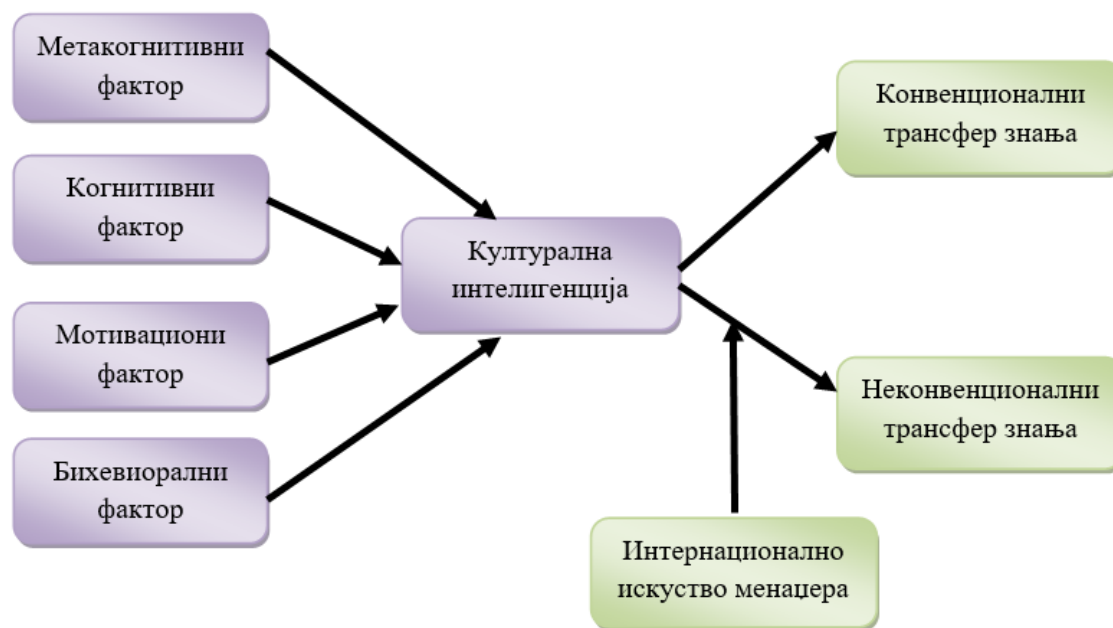 Метакогнитивни
фактор
Когнитивни
фактор
Мотивациони
фактор
Бихевиорални
фактор
Културална
интелигенција
Конвенционални
трансфер знања
Неконвенционални
трансфер знања
Интернационално
искуство менаџера